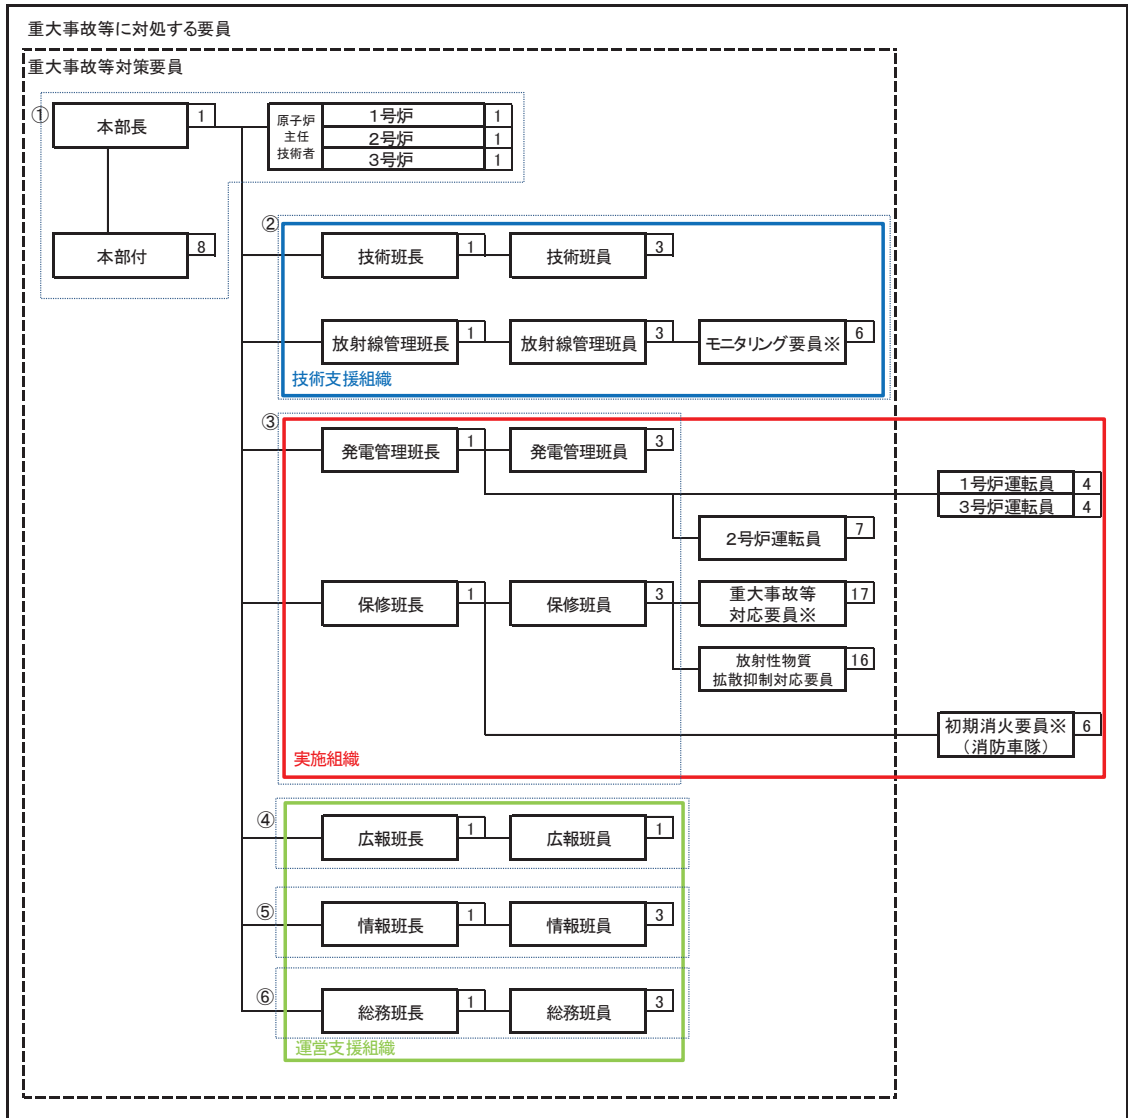 重大事故等に対処する要員
重大事故等対策要員
①
本部長
1
原子炉
主任
技術者
1号炉
1
2号炉
1
3号炉
1
本部付
8
②
技術班長
1
技術班員
3
放射線管理班長
1
放射線管理班員
3
モニタリング要員※
6
技術支援組織
③
発電管理班長
1
発電管理班員
3
1号炉運転員
4
3号炉運転員
4
2号炉運転員
7
保修班長
1
保修班員
3
重大事故等
対応要員※
17
放射性物質
拡散抑制対応要員
16
初期消火要員※
(消防車隊)
6
実施組織
④
広報班長
1
広報班員
1
⑤
情報班長
1
情報班員
3
⑥
総務班長
1
総務班員
3
運営支援組織